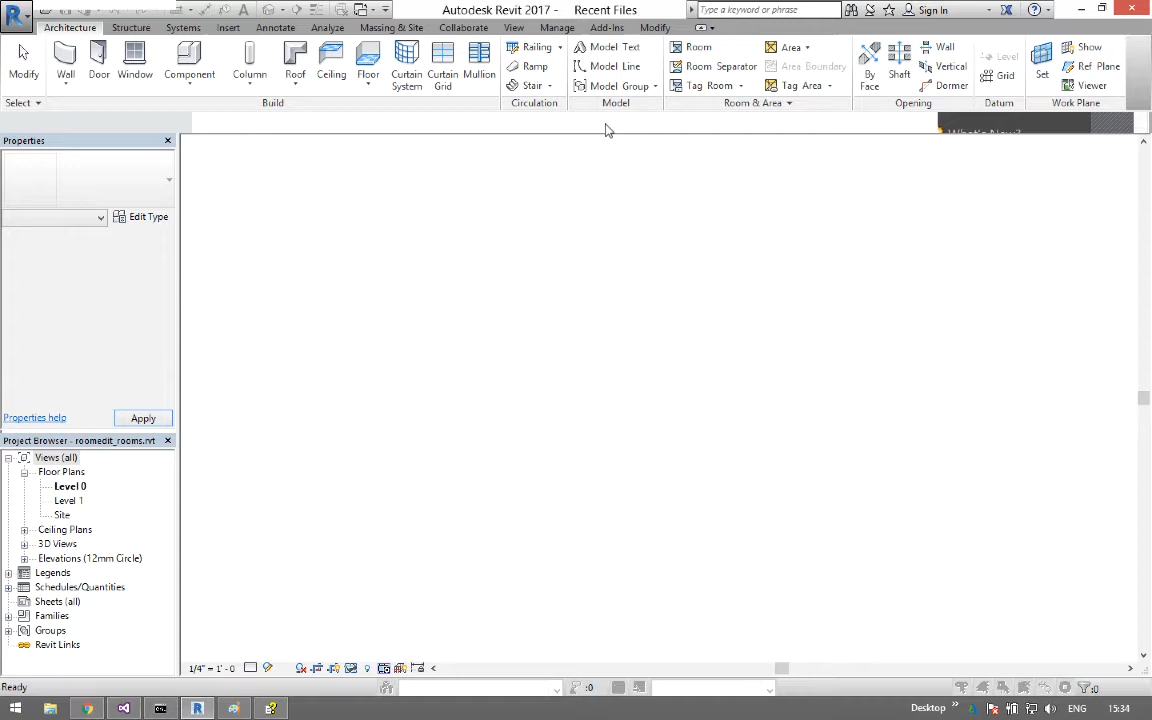 Autodesk Revit 2017 - Recent Files
Type a keyword or phrase
Sign In
Architecture Structure Systems Insert Annotate Analyze Massing & Site Collaborate View Manage Add-Ins Modify
Modify Wall Door Window Component Column Roof Ceiling Floor Curtain System Curtain Grid Mullion
Railing Ramp Stair
Model Text Model Line Model Group
Room Room Separator Tag Room
Area Area Boundary Tag Area
By Face Shaft Wall Vertical Dormer
Level Grid
Set Show Ref Plane Viewer
Select Build Circulation Model Room & Area Opening Datum Work Plane
What's New?
Properties
Edit Type
Properties help Apply
Project Browser - roomedit_rooms.rvt
Views (all)
Floor Plans
Level 0
Level 1
Site
Ceiling Plans
3D Views
Elevations (12mm Circle)
Legends
Schedules/Quantities
Sheets (all)
Families
Groups
Revit Links
1/4" = 1'-0
Ready
:0
:0
Desktop
ENG
15:34